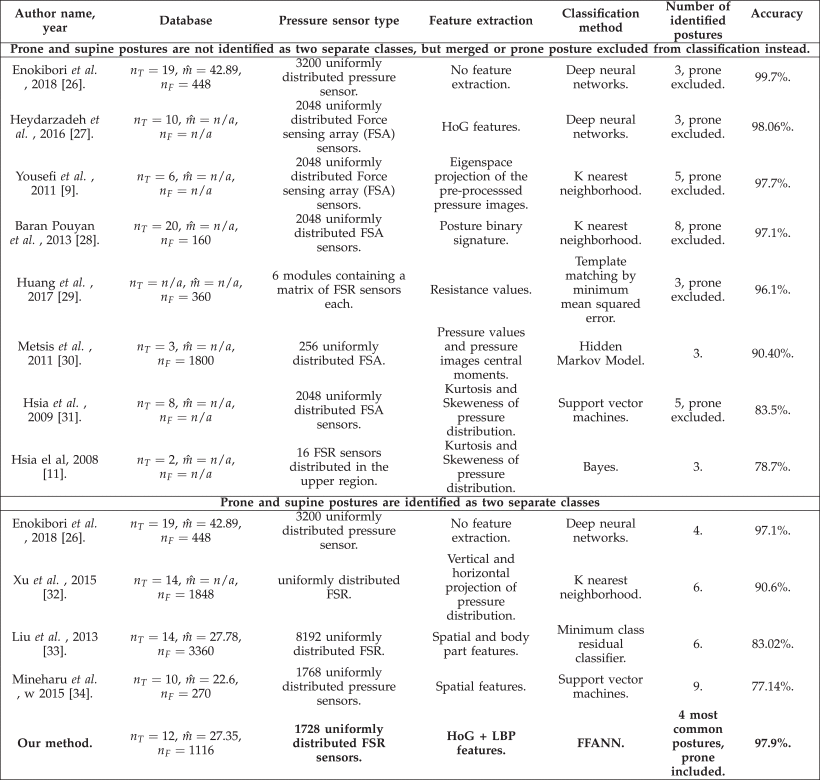 Author name, year | Database | Pressure sensor type | Feature extraction | Classification method | Number of identified postures | Accuracy
Prone and supine postures are not identified as two separate classes, but merged or prone posture excluded from classification instead.
Enokibori et al. , 2018 [26]. | n_T = 19, m̂ = 42.89, n_F = 448 | 3200 uniformly distributed pressure sensor. | No feature extraction. | Deep neural networks. | 3, prone excluded. | 99.7%.
Heydarzadeh et al. , 2016 [27]. | n_T = 10, m̂ = n/a, n_F = n/a | 2048 uniformly distributed Force sensing array (FSA) sensors. | HoG features. | Deep neural networks. | 3, prone excluded. | 98.06%.
Yousefi et al. , 2011 [9]. | n_T = 6, m̂ = n/a, n_F = n/a | 2048 uniformly distributed Force sensing array (FSA) sensors. | Eigenspace projection of the pre-processsed pressure images. | K nearest neighborhood. | 5, prone excluded. | 97.7%.
Baran Pouyan et al. , 2013 [28]. | n_T = 20, m̂ = n/a, n_F = 160 | 2048 uniformly distributed FSA sensors. | Posture binary signature. | K nearest neighborhood. | 8, prone excluded. | 97.1%.
Huang et al. , 2017 [29]. | n_T = n/a, m̂ = n/a, n_F = 360 | 6 modules containing a matrix of FSR sensors each. | Resistance values. | Template matching by minimum mean squared error. | 3, prone excluded. | 96.1%.
Metsis et al. , 2011 [30]. | n_T = 3, m̂ = n/a, n_F = 1800 | 256 uniformly distributed FSA. | Pressure values and pressure images central moments. | Hidden Markov Model. | 3. | 90.40%.
Hsia et al. , 2009 [31]. | n_T = 8, m̂ = n/a, n_F = n/a | 2048 uniformly distributed FSA sensors. | Kurtosis and Skeweness of pressure distribution. | Support vector machines. | 5, prone excluded. | 83.5%.
Hsia el al, 2008 [11]. | n_T = 2, m̂ = n/a, n_F = n/a | 16 FSR sensors distributed in the upper region. | Kurtosis and Skeweness of pressure distribution. | Bayes. | 3. | 78.7%.
Prone and supine postures are identified as two separate classes
Enokibori et al. , 2018 [26]. | n_T = 19, m̂ = 42.89, n_F = 448 | 3200 uniformly distributed pressure sensor. | No feature extraction. | Deep neural networks. | 4. | 97.1%.
Xu et al. , 2015 [32]. | n_T = 14, m̂ = n/a, n_F = 1848 | uniformly distributed FSR. | Vertical and horizontal projection of pressure distribution. | K nearest neighborhood. | 6. | 90.6%.
Liu et al. , 2013 [33]. | n_T = 14, m̂ = 27.78, n_F = 3360 | 8192 uniformly distributed FSR. | Spatial and body part features. | Minimum class residual classifier. | 6. | 83.02%.
Mineharu et al. , w 2015 [34]. | n_T = 10, m̂ = 22.6, n_F = 270 | 1768 uniformly distributed pressure sensors. | Spatial features. | Support vector machines. | 9. | 77.14%.
Our method. | n_T = 12, m̂ = 27.35, n_F = 1116 | 1728 uniformly distributed FSR sensors. | HoG + LBP features. | FFANN. | 4 most common postures, prone included. | 97.9%.